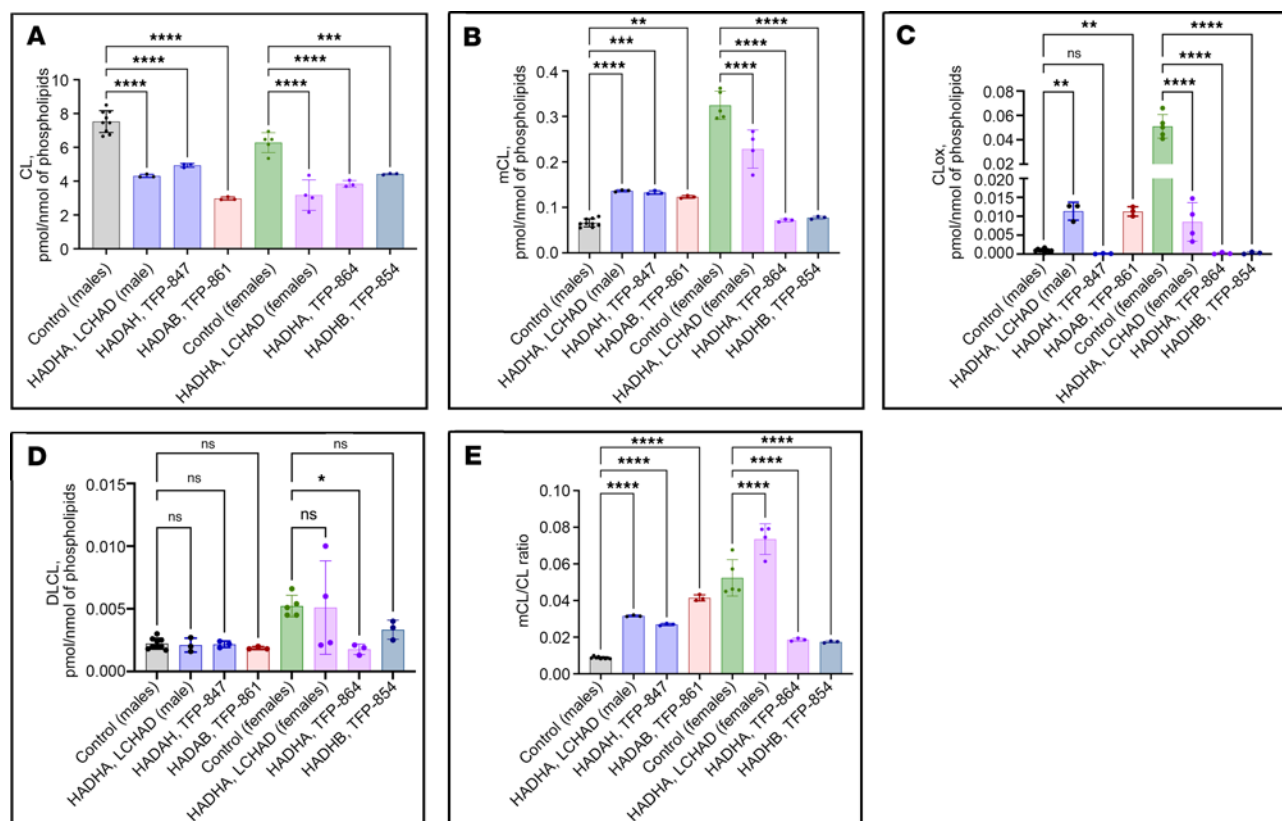 A
CL,
pmol/nmol of phospholipids
****
****
****
***
****
****
10
8
6
4
2
0
Control (males)
HADHA, LCHAD (male)
HADAH, TFP-847
HADAB, TFP-861
Control (females)
HADHA, LCHAD (females)
HADHA, TFP-864
HADHB, TFP-854
B
mCL,
pmol/nmol of phospholipids
**
***
****
****
****
****
0.4
0.3
0.2
0.1
0.0
Control (males)
HADHA, LCHAD (male)
HADAH, TFP-847
HADAB, TFP-861
Control (females)
HADHA, LCHAD (females)
HADHA, TFP-864
HADHB, TFP-854
C
CLox,
pmol/nmol of phospholipids
**
ns
**
****
****
****
0.08
0.06
0.04
0.02
0.015
0.010
0.005
0.000
Control (males)
HADHA, LCHAD (male)
HADAH, TFP-847
HADAB, TFP-861
Control (females)
HADHA, LCHAD (females)
HADHA, TFP-864
HADHB, TFP-854
D
DLCL,
pmol/nmol of phospholipids
ns
ns
ns
ns
*
ns
0.015
0.010
0.005
0.000
Control (males)
HADHA, LCHAD (male)
HADAH, TFP-847
HADAB, TFP-861
Control (females)
HADHA, LCHAD (females)
HADHA, TFP-864
HADHB, TFP-854
E
mCL/CL ratio
****
****
****
****
****
****
0.10
0.08
0.06
0.04
0.02
0.00
Control (males)
HADHA, LCHAD (male)
HADAH, TFP-847
HADAB, TFP-861
Control (females)
HADHA, LCHAD (females)
HADHA, TFP-864
HADHB, TFP-854